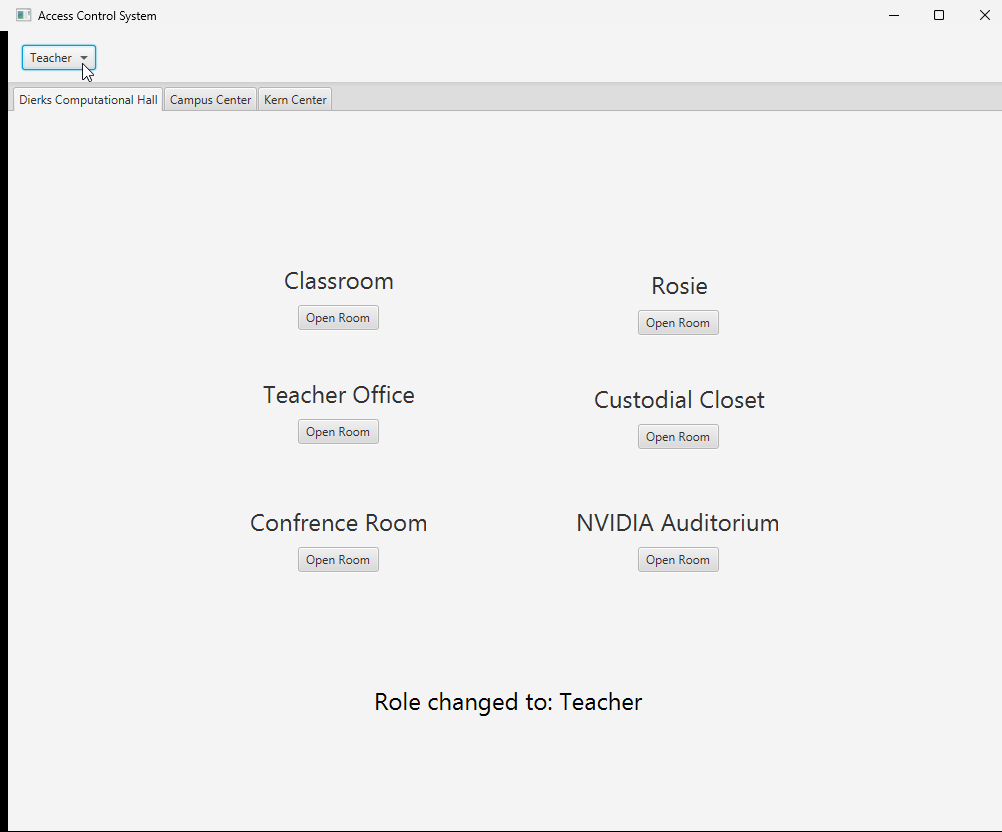 Access Control System
Teacher
Dierks Computational Hall Campus Center Kern Center
Classroom
Open Room
Rosie
Open Room
Teacher Office
Open Room
Custodial Closet
Open Room
Confrence Room
Open Room
NVIDIA Auditorium
Open Room
Role changed to: Teacher